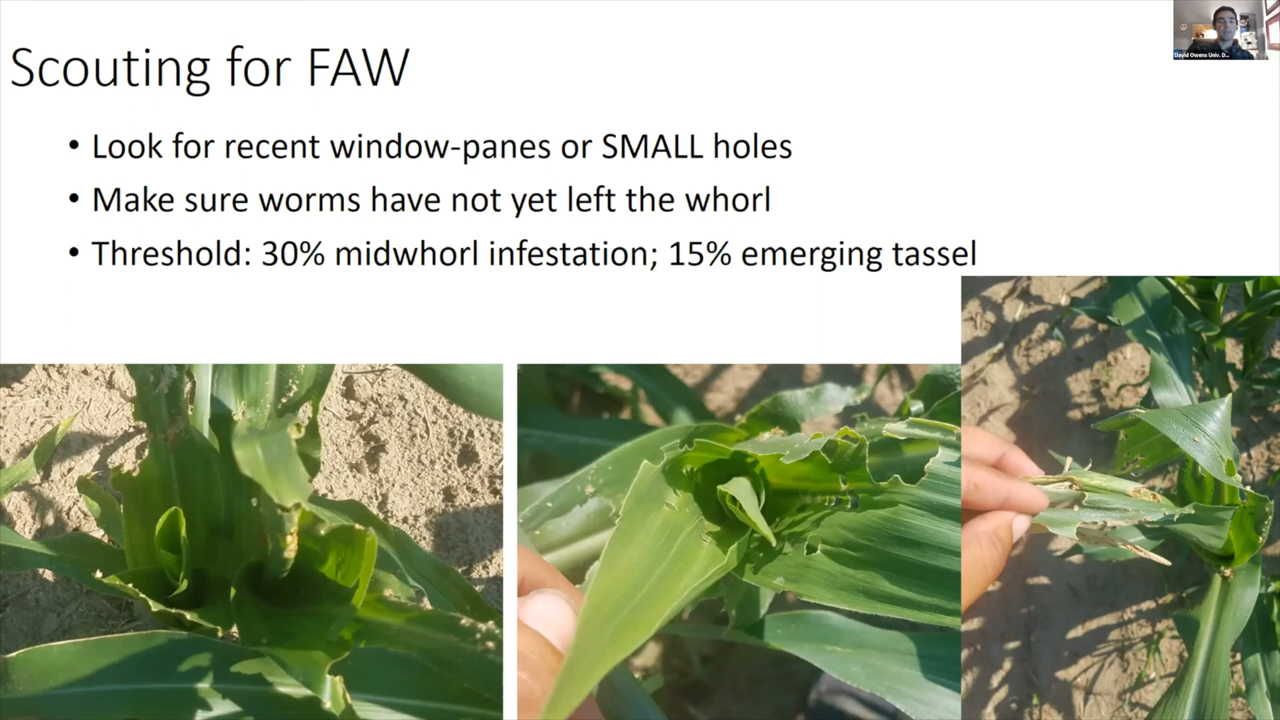 Scouting for FAW
• Look for recent window-panes or SMALL holes
• Make sure worms have not yet left the whorl
• Threshold: 30% midwhorl infestation; 15% emerging tassel
David Owens Univ. D...